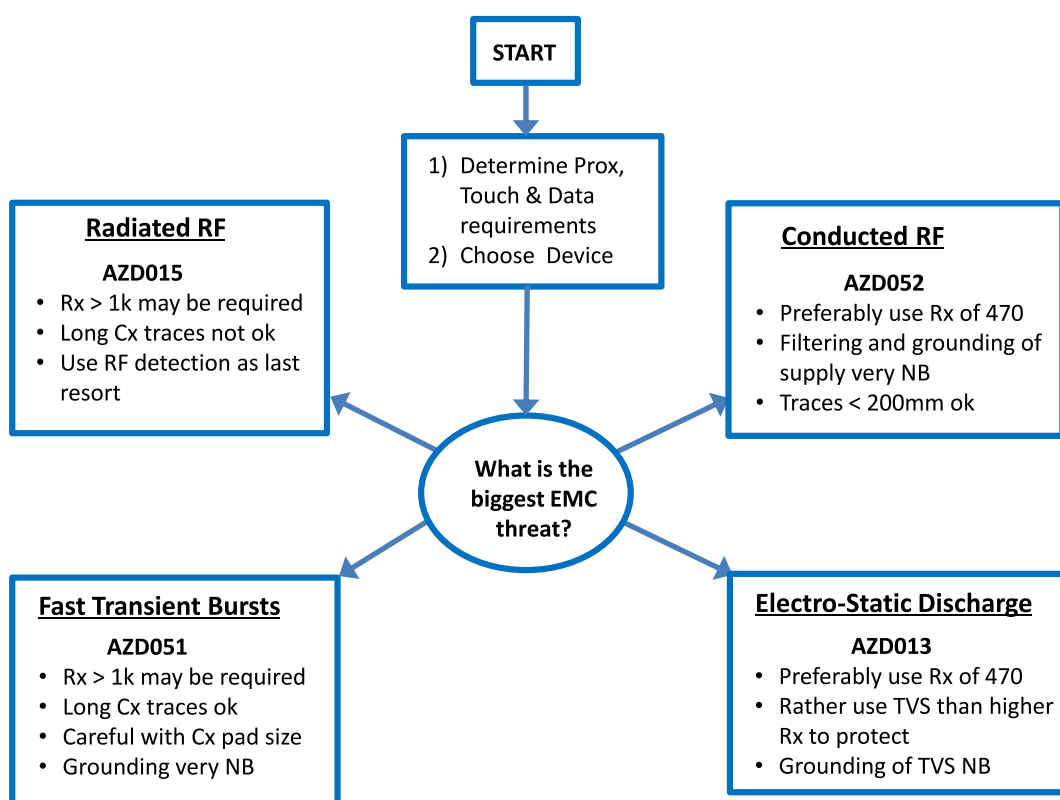 START
1) Determine Prox,
Touch & Data
requirements
2) Choose Device
Radiated RF
AZD015
• Rx > 1k may be required
• Long Cx traces not ok
• Use RF detection as last
resort
Conducted RF
AZD052
• Preferably use Rx of 470
• Filtering and grounding of
supply very NB
• Traces < 200mm ok
What is the
biggest EMC
threat?
Fast Transient Bursts
AZD051
• Rx > 1k may be required
• Long Cx traces ok
• Careful with Cx pad size
• Grounding very NB
Electro-Static Discharge
AZD013
• Preferably use Rx of 470
• Rather use TVS than higher
Rx to protect
• Grounding of TVS NB